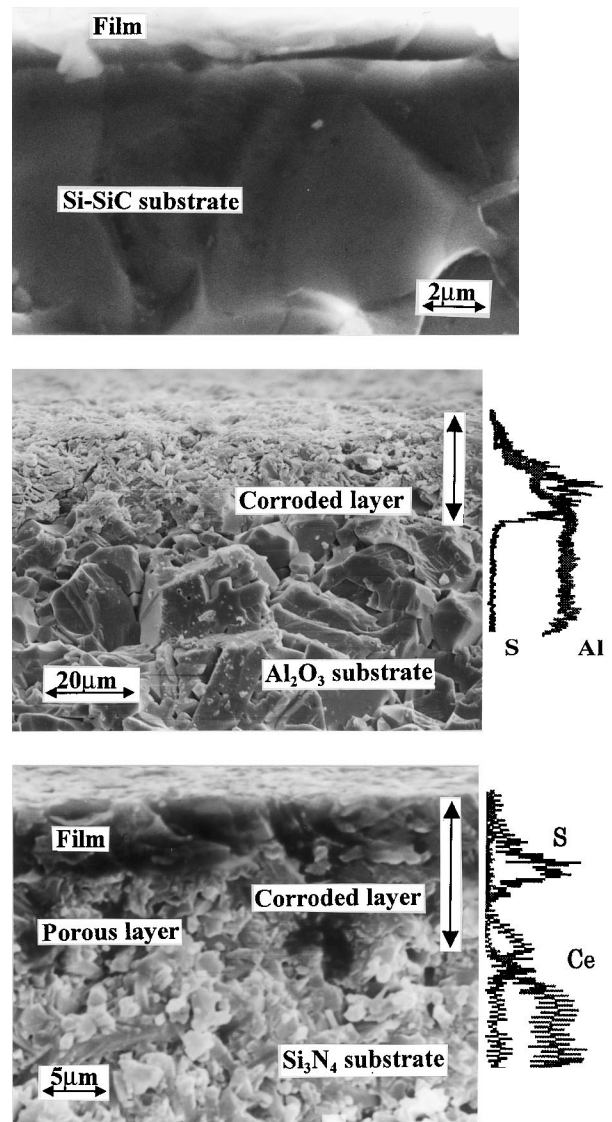 Film
Si-SiC substrate
2μm
Corroded layer
Al₂O₃ substrate
20μm
S Al
Film
S
Corroded layer
Porous layer
Ce
Si₃N₄ substrate
5μm